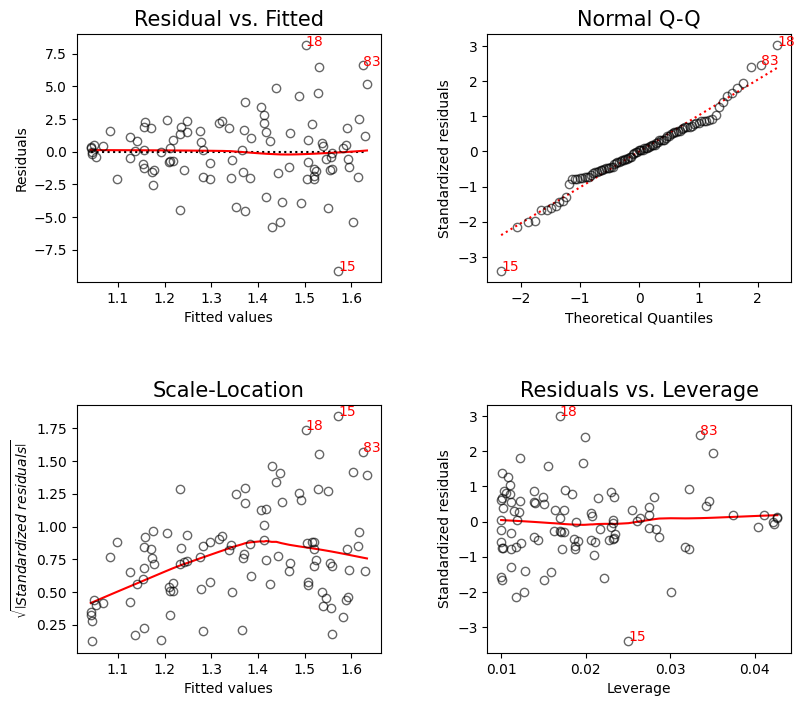 Residual vs. Fitted
Residuals
7.5
5.0
2.5
0.0
−2.5
−5.0
−7.5
18
83
15
1.1 1.2 1.3 1.4 1.5 1.6
Fitted values
Normal Q-Q
Standardized residuals
3
2
1
0
−1
−2
−3
18
83
15
−2 −1 0 1 2
Theoretical Quantiles
Scale-Location
√|Standardized residuals|
1.75
1.50
1.25
1.00
0.75
0.50
0.25
15
18
83
1.1 1.2 1.3 1.4 1.5 1.6
Fitted values
Residuals vs. Leverage
Standardized residuals
3
2
1
0
−1
−2
−3
18
83
15
0.01 0.02 0.03 0.04
Leverage